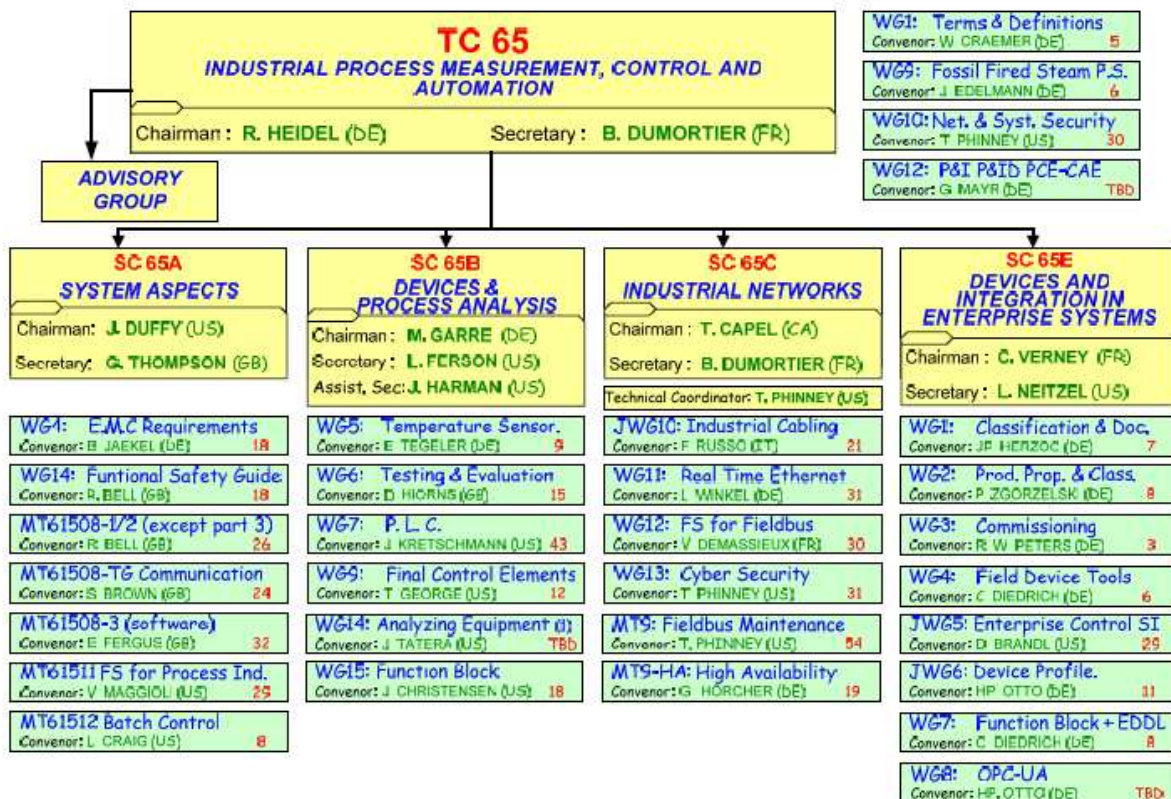 TC 65
INDUSTRIAL PROCESS MEASUREMENT, CONTROL AND
AUTOMATION
Chairman : R. HEIDEL (DE) Secretary : B. DUMORTIER (FR)
ADVISORY
GROUP
WG1: Terms & Definitions
Convenor: W CRAEMER (DE) 5
WG9: Fossil Fired Steam P.S.
Convenor: J EDELMANN (DE) 6
WG10: Net. & Syst. Security
Convenor: T PHINNEY (US) 30
WG12: P&I P&ID PCE-CAE
Convenor: G MAYR (DE) TBD
SC 65A
SYSTEM ASPECTS
Chairman: J. DUFFY (US)
Secretary: G. THOMPSON (GB)
WG4: E.M.C Requirements
Convenor: B JAEKEL (DE) 18
WG14: Funtional Safety Guide
Convenor: R. BELL (GB) 18
MT61508-1/2 (except part 3)
Convenor: R BELL (GB) 26
MT61508-TG Communication
Convenor: S BROWN (GB) 24
MT61508-3 (software)
Convenor: E FERGUS (GB) 32
MT61511 FS for Process Ind.
Convenor: V MAGGIOLI (US) 29
MT61512 Batch Control
Convenor: L CRAIG (US) 8
SC 65B
DEVICES &
PROCESS ANALYSIS
Chairman : M. GARRE (DE)
Secretary : L. FERSON (US)
Assist. Sec: J. HARMAN (US)
WG5: Temperature Sensor.
Convenor: E TEGELER (DE) 9
WG6: Testing & Evaluation
Convenor: D HIORNS (GB) 15
WG7: P. L. C.
Convenor: J KRETSCHMANN (US) 43
WG9: Final Control Elements
Convenor: T GEORGE (US) 12
WG14: Analyzing Equipment (1)
Convenor: J TATERA (US) TBD
WG15: Function Block
Convenor: J CHRISTENSEN (US) 18
SC 65C
INDUSTRIAL NETWORKS
Chairman : T. CAPEL (CA)
Secretary : B. DUMORTIER (FR)
Technical Coordinator: T. PHINNEY (US)
JWG10: Industrial Cabling
Convenor: F RUSSO (IT) 21
WG11: Real Time Ethernet
Convenor: L WINKEL (DE) 31
WG12: FS for Fieldbus
Convenor: V DEMASSIEUX (FR) 30
WG13: Cyber Security
Convenor: T PHINNEY (US) 31
MT9: Fieldbus Maintenance
Convenor: T. PHINNEY (US) 54
MT9-HA: High Availability
Convenor: G HORCHER (DE) 19
SC 65E
DEVICES AND
INTEGRATION IN
ENTERPRISE SYSTEMS
Chairman : C. VERNEY (FR)
Secretary : L. NEITZEL (US)
WG1: Classification & Doc.
Convenor: JP HERZOC (DE) 7
WG2: Prod. Prop. & Class.
Convenor: P ZGORZELSKI (DE) 8
WG3: Commissioning
Convenor: R W PETERS (DE) 3
WG4: Field Device Tools
Convenor: C DIEDRICH (DE) 6
JWG5: Enterprise Control SI
Convenor: D BRANDL (US) 29
JWG6: Device Profile.
Convenor: HP OTTO (DE) 11
WG7: Function Block + EDDL
Convenor: C DIEDRICH (DE) 8
WG8: OPC-UA
Convenor: HP. OTTO (DE) TBD